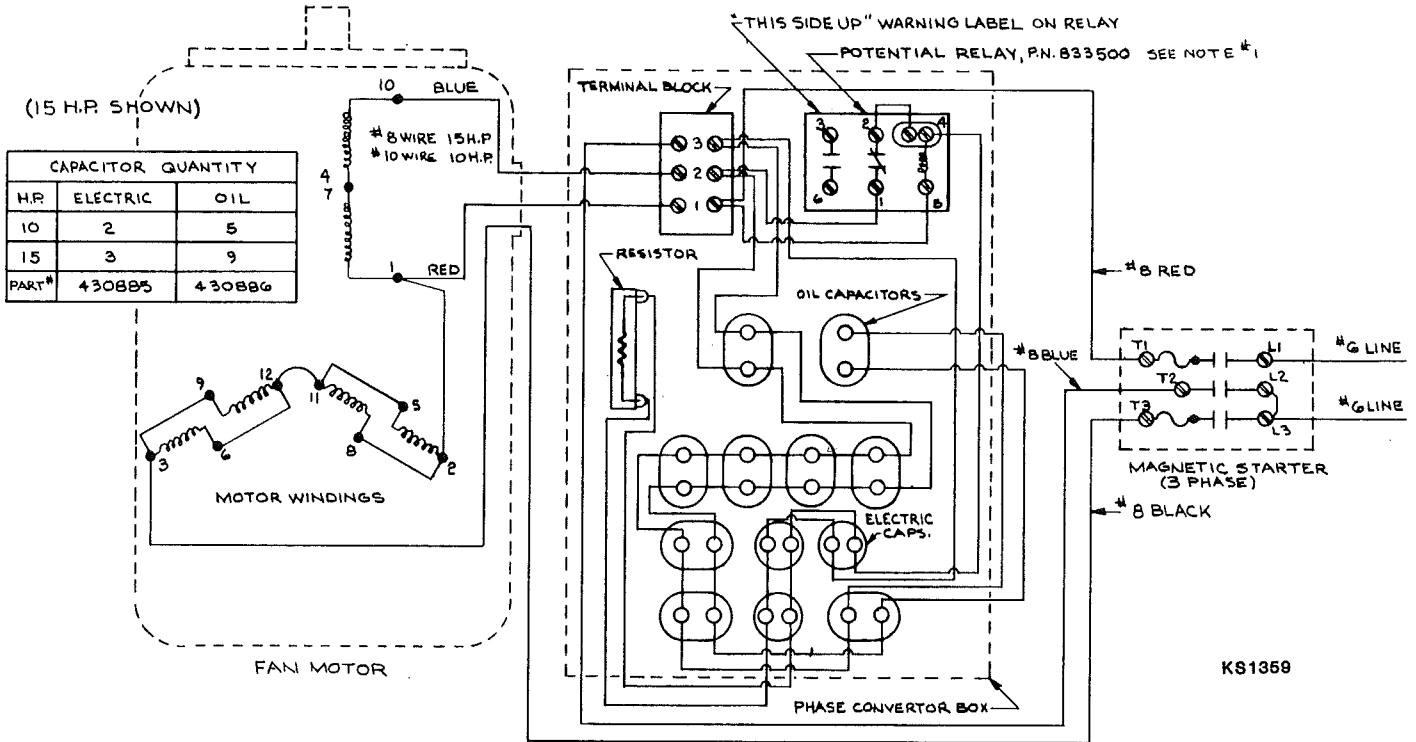 "THIS SIDE UP" WARNING LABEL ON RELAY
POTENTIAL RELAY, P.N. 833500 SEE NOTE #1
TERMINAL BLOCK
(15 H.P. SHOWN)
10 BLUE
#8 WIRE 15 H.P.
#10 WIRE 10 H.P.
CAPACITOR QUANTITY
H.P. ELECTRIC OIL
10 2 5
15 3 9
PART# 430885 430886
4
7
1 RED
3
2
1
3 2 4
6 1 5
RESISTOR
OIL CAPACITORS
#8 RED
#8 BLUE
T1 L1 #6 LINE
T2 L2
T3 L3 #6 LINE
MAGNETIC STARTER
(3 PHASE)
#8 BLACK
9 12 11 5
3 6 8 2
MOTOR WINDINGS
ELECTRIC
CAPS.
FAN MOTOR
KS1359
PHASE CONVERTOR BOX